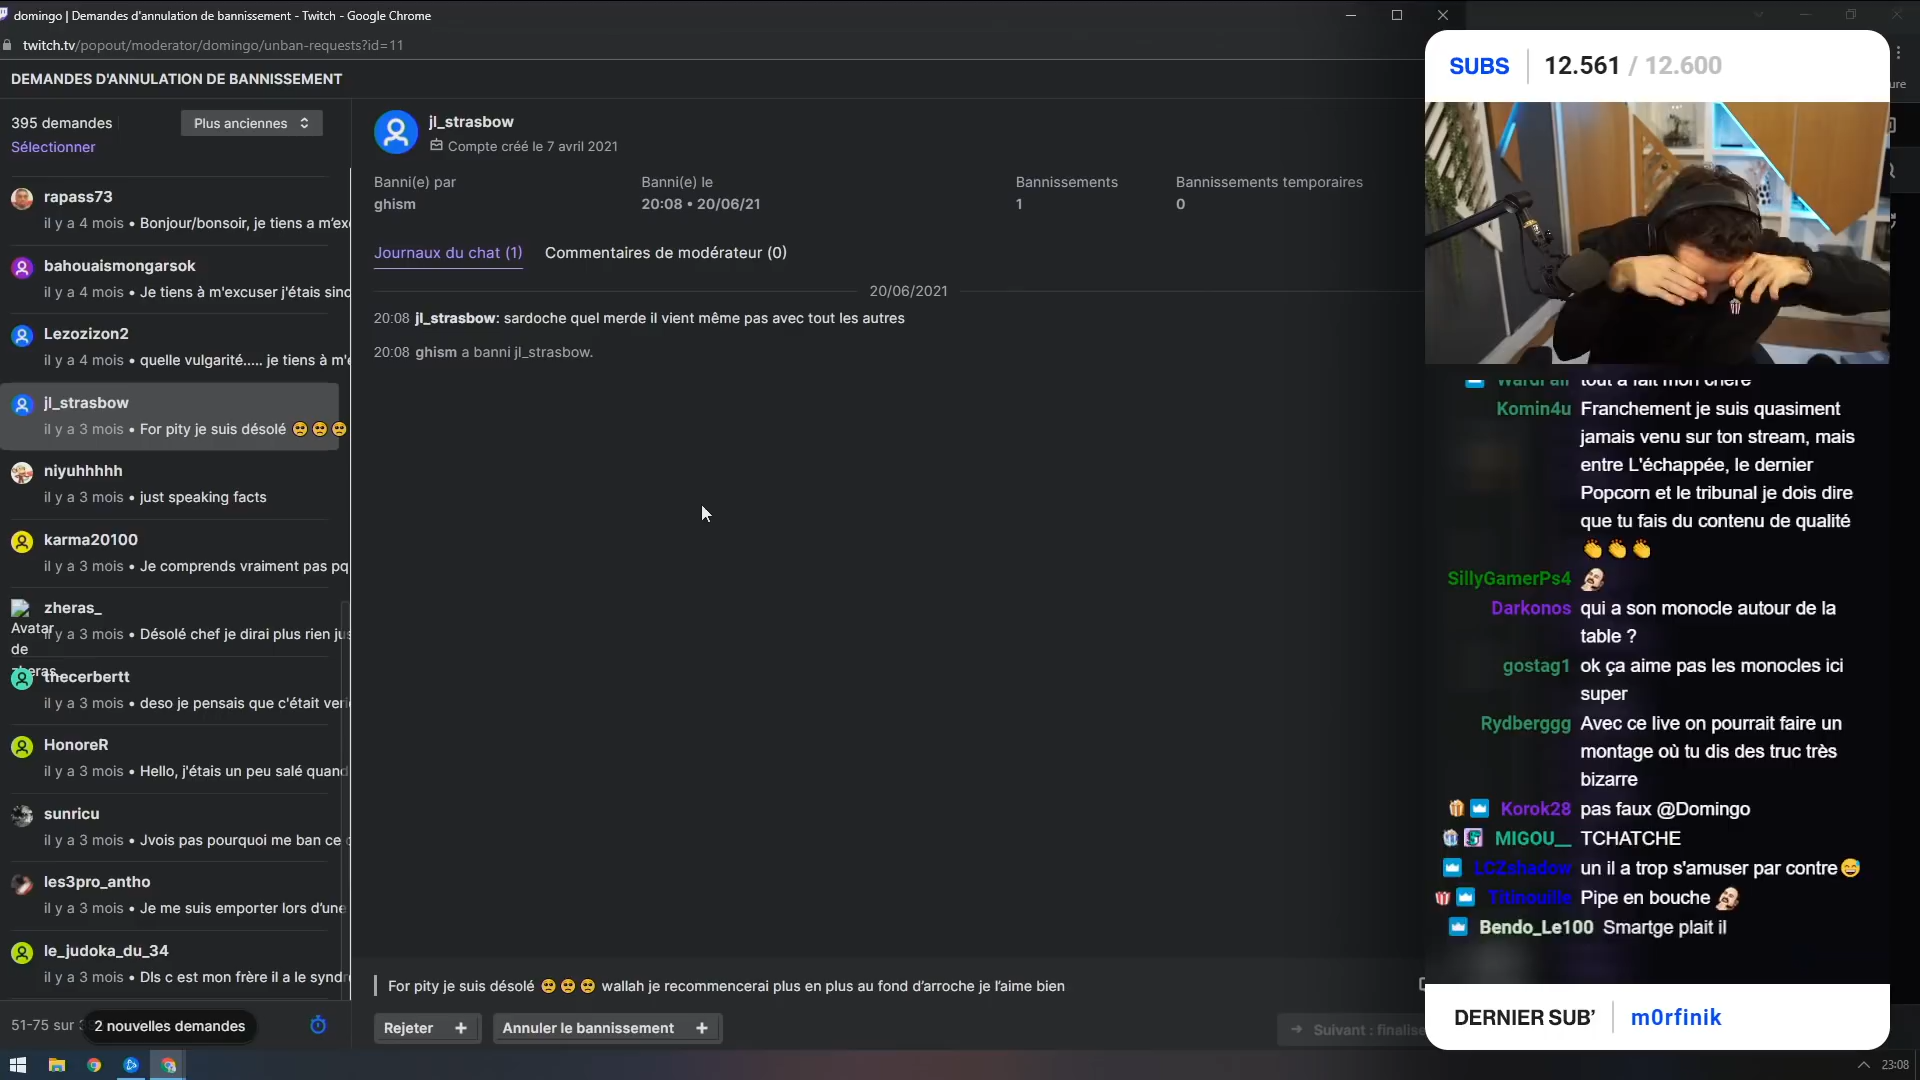 domingo | Demandes d'annulation de bannissement - Twitch - Google Chrome
twitch.tv/popout/moderator/domingo/unban-requests?id=11
DEMANDES D'ANNULATION DE BANNISSEMENT
395 demandes
Plus anciennes
Sélectionner
rapass73
il y a 4 mois • Bonjour/bonsoir, je tiens a m'ex
bahouaismongarsok
il y a 4 mois • Je tiens à m'excuser j'étais sinc
Lezozizon2
il y a 4 mois • quelle vulgarité..... je tiens à m'e
jl_strasbow
il y a 3 mois • For pity je suis désolé 🥺 🥺 🥺
niyuhhhhh
il y a 3 mois • just speaking facts
karma20100
il y a 3 mois • Je comprends vraiment pas pq
zheras_
Avatar de zheras_
il y a 3 mois • Désolé chef je dirai plus rien ju
thecerbertt
il y a 3 mois • deso je pensais que c'était veri
HonoreR
il y a 3 mois • Hello, j'étais un peu salé quand
sunricu
il y a 3 mois • Jvois pas pourquoi me ban ce
les3pro_antho
il y a 3 mois • Je me suis emporter lors d'une
le_judoka_du_34
il y a 3 mois • Dls c est mon frère il a le synd
51-75 sur
2 nouvelles demandes
jl_strasbow
Compte créé le 7 avril 2021
Banni(e) par
ghism
Banni(e) le
20:08 • 20/06/21
Bannissements
1
Bannissements temporaires
0
Journaux du chat (1)
Commentaires de modérateur (0)
20/06/2021
20:08 jl_strasbow: sardoche quel merde il vient même pas avec tout les autres
20:08 ghism a banni jl_strasbow.
For pity je suis désolé 🥺 🥺 🥺 wallah je recommencerai plus en plus au fond d'arroche je l'aime bien
Rejeter +
Annuler le bannissement +
→ Suivant : finalise
SUBS 12.561 / 12.600
WardFall tout à fait mon chère
Komin4u Franchement je suis quasiment
jamais venu sur ton stream, mais
entre L'échappée, le dernier
Popcorn et le tribunal je dois dire
que tu fais du contenu de qualité
👏 👏 👏
SillyGamerPs4
Darkonos qui a son monocle autour de la
table ?
gostag1 ok ça aime pas les monocles ici
super
Rydberggg Avec ce live on pourrait faire un
montage où tu dis des truc très
bizarre
Korok28 pas faux @Domingo
MIGOU__ TCHATCHE
LCZshadow un il a trop s'amuser par contre 😅
Titinouille Pipe en bouche
Bendo_Le100 Smartge plait il
DERNIER SUB' m0rfinik
23:08